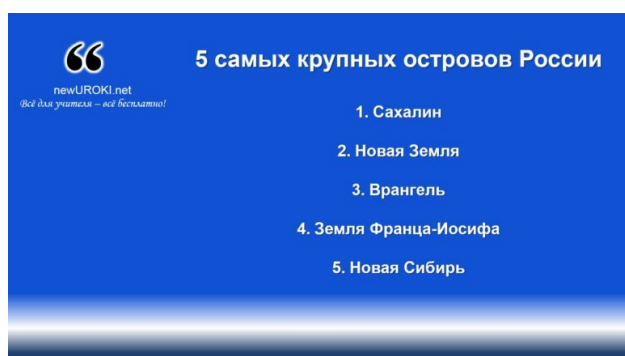 newUROKI.net
Всё для учителя – всё бесплатно!
5 самых крупных островов России
1. Сахалин
2. Новая Земля
3. Врангель
4. Земля Франца-Иосифа
5. Новая Сибирь